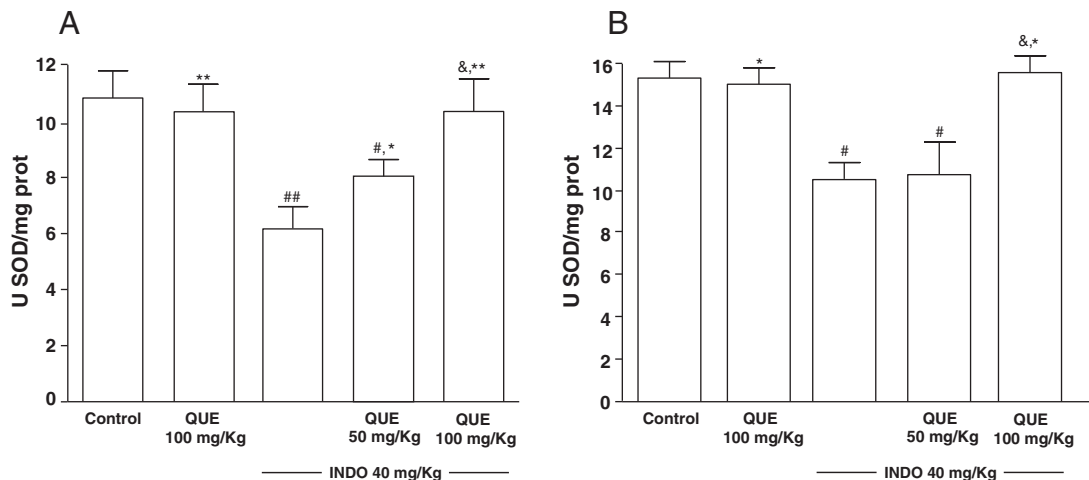 A
U SOD/mg prot
12
10
8
6
4
2
0
**
##
#,*
&,**
Control
QUE
100 mg/Kg
QUE
50 mg/Kg
QUE
100 mg/Kg
INDO 40 mg/Kg
B
U SOD/mg prot
16
14
12
10
8
6
4
2
0
*
#
#
&,*
Control
QUE
100 mg/Kg
QUE
50 mg/Kg
QUE
100 mg/Kg
INDO 40 mg/Kg